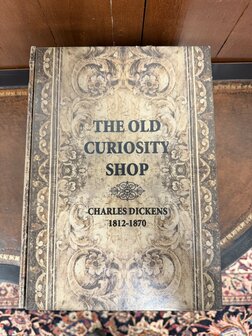 THE OLD
CURIOSITY
SHOP
CHARLES DICKENS
1812-1870